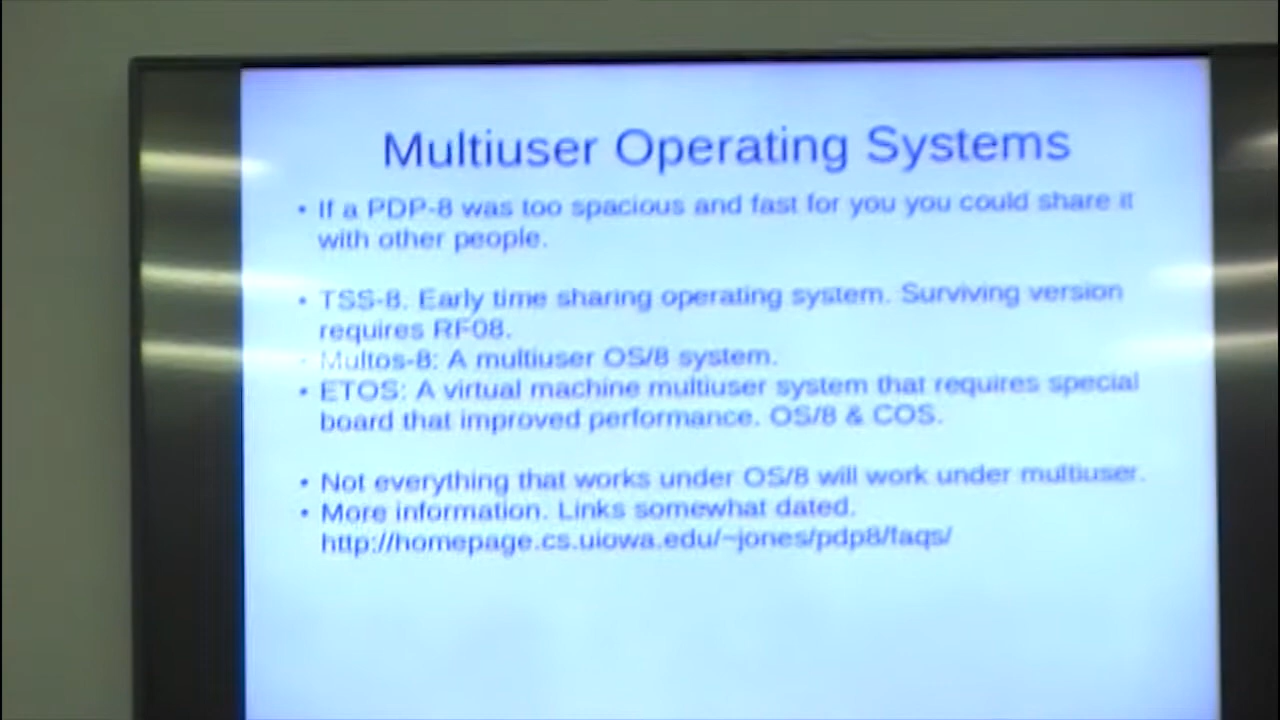 Multiuser Operating Systems
• If a PDP-8 was too spacious and fast for you you could share it
with other people.
• TSS-8. Early time sharing operating system. Surviving version
requires RF08.
• Multos-8: A multiuser OS/8 system.
• ETOS: A virtual machine multiuser system that requires special
board that improved performance. OS/8 & COS.
• Not everything that works under OS/8 will work under multiuser.
• More information. Links somewhat dated.
http://homepage.cs.uiowa.edu/~jones/pdp8/faqs/